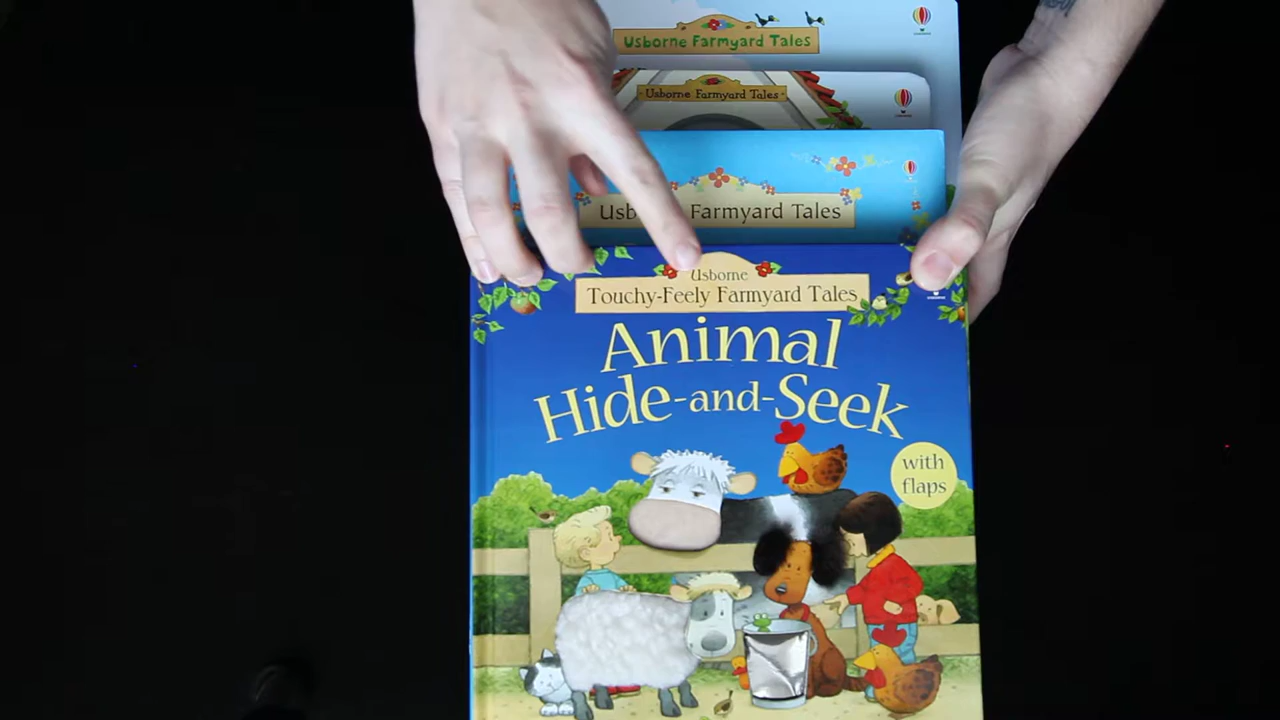 Usborne Farmyard Tales
Usborne Farmyard Tales
Farmyard Tales
Usborne
Touchy-Feely Farmyard Tales
Animal
Hide-and-Seek
with
flaps